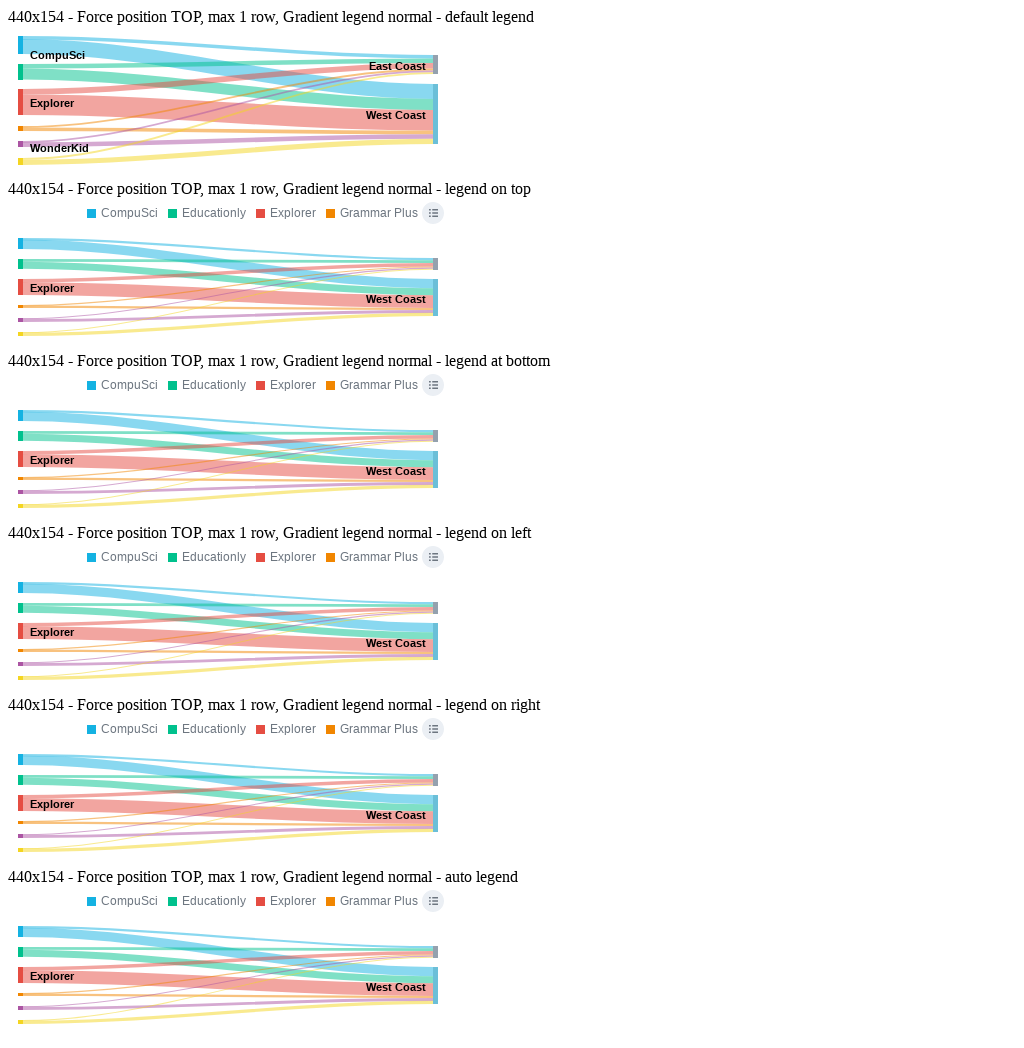 440x154 - Force position TOP, max 1 row, Gradient legend normal - default legend
CompuSci
East Coast
Explorer
West Coast
WonderKid
440x154 - Force position TOP, max 1 row, Gradient legend normal - legend on top
CompuSci Educationly Explorer Grammar Plus
Explorer
West Coast
440x154 - Force position TOP, max 1 row, Gradient legend normal - legend at bottom
CompuSci Educationly Explorer Grammar Plus
Explorer
West Coast
440x154 - Force position TOP, max 1 row, Gradient legend normal - legend on left
CompuSci Educationly Explorer Grammar Plus
Explorer
West Coast
440x154 - Force position TOP, max 1 row, Gradient legend normal - legend on right
CompuSci Educationly Explorer Grammar Plus
Explorer
West Coast
440x154 - Force position TOP, max 1 row, Gradient legend normal - auto legend
CompuSci Educationly Explorer Grammar Plus
Explorer
West Coast